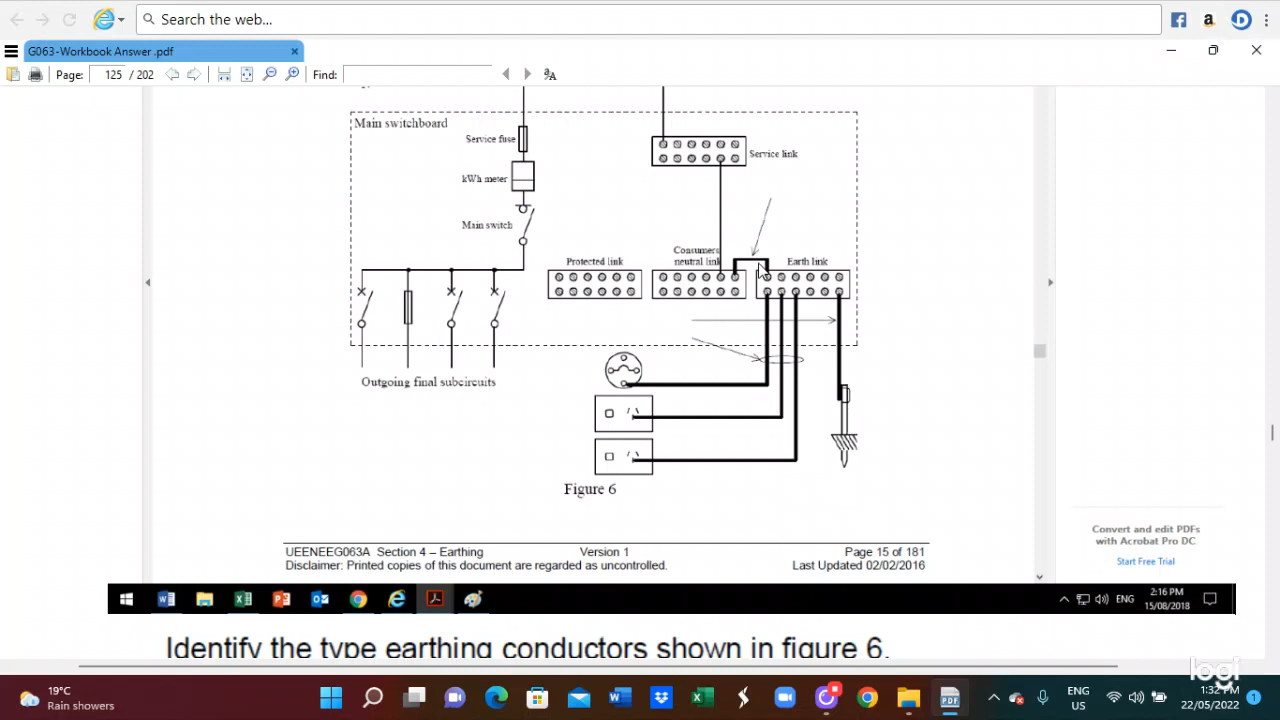 Search the web...
G063-Workbook Answer .pdf
Page: 125 / 202 Find:
Main switchboard
Service fuse
Service link
kWh meter
Main switch
Protected link
Consumers
neutral link
Earth link
Outgoing final subcircuits
Figure 6
UEENEEG063A Section 4 – Earthing Version 1 Page 15 of 181
Disclaimer: Printed copies of this document are regarded as uncontrolled. Last Updated 02/02/2016
Convert and edit PDFs
with Acrobat Pro DC
Start Free Trial
ENG
2:16 PM
15/08/2018
Identify the type earthing conductors shown in figure 6.
logi
19°C
Rain showers
ENG
US
1:32 PM
22/05/2022